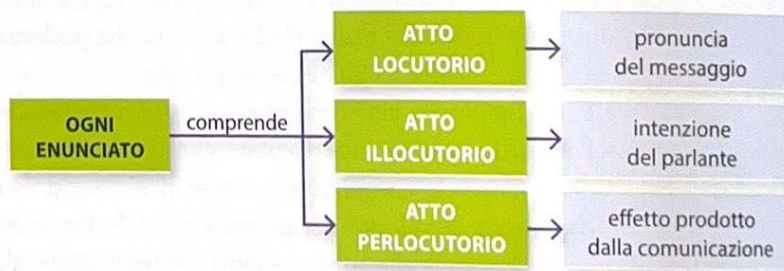 OGNI
ENUNCIATO
comprende
ATTO
LOCUTORIO
pronuncia
del messaggio
ATTO
ILLOCUTORIO
intenzione
del parlante
ATTO
PERLOCUTORIO
effetto prodotto
dalla comunicazione